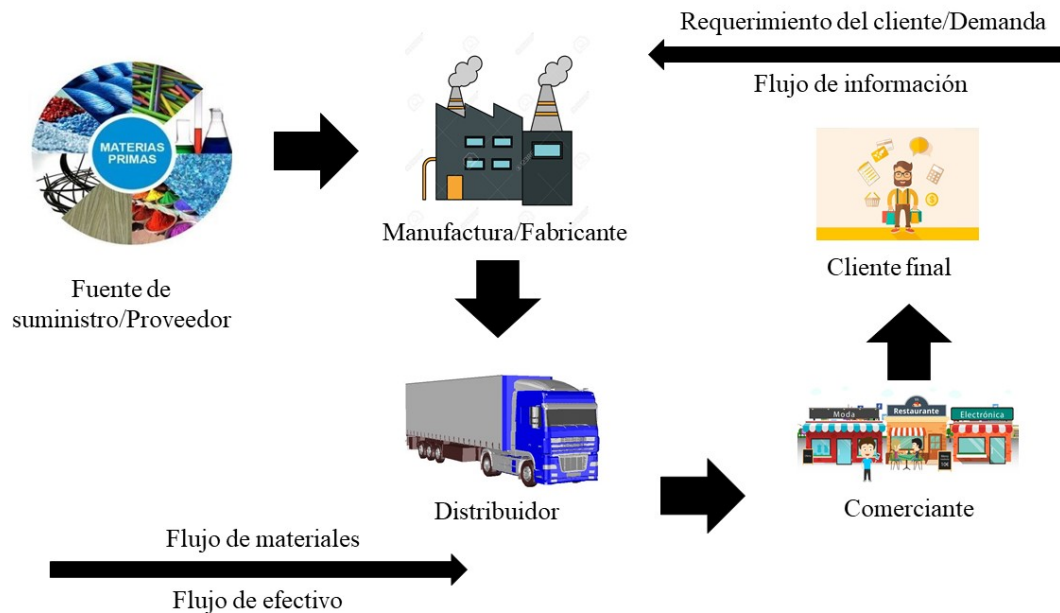 Requerimiento del cliente/Demanda
Flujo de información
MATERIAS
PRIMAS
Manufactura/Fabricante
Cliente final
Fuente de
suministro/Proveedor
Moda
Restaurante
Electrónica
Distribuidor
Comerciante
Flujo de materiales
Flujo de efectivo